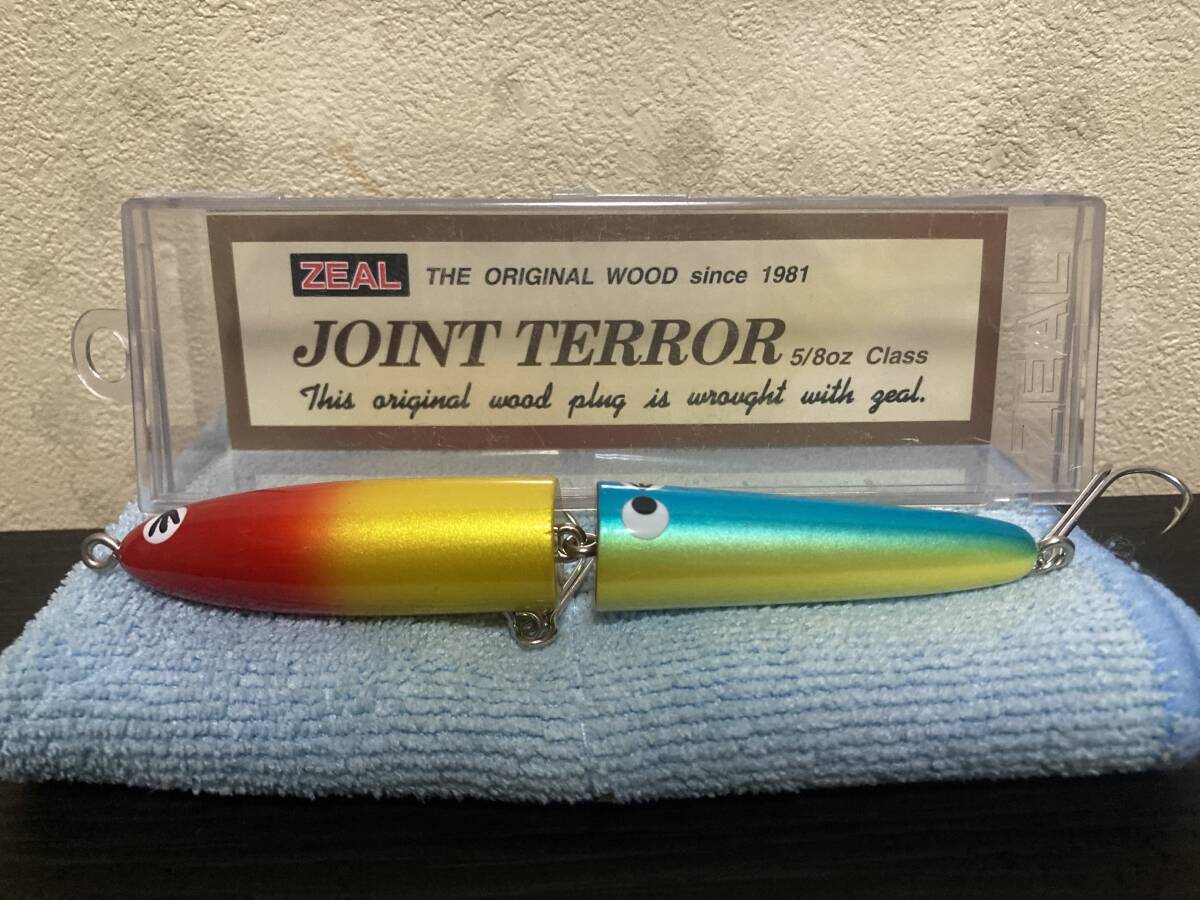 ZEAL THE ORIGINAL WOOD since 1981
JOINT TERROR 5/8oz Class
This original wood plug is wrought with zeal.
ZEAL